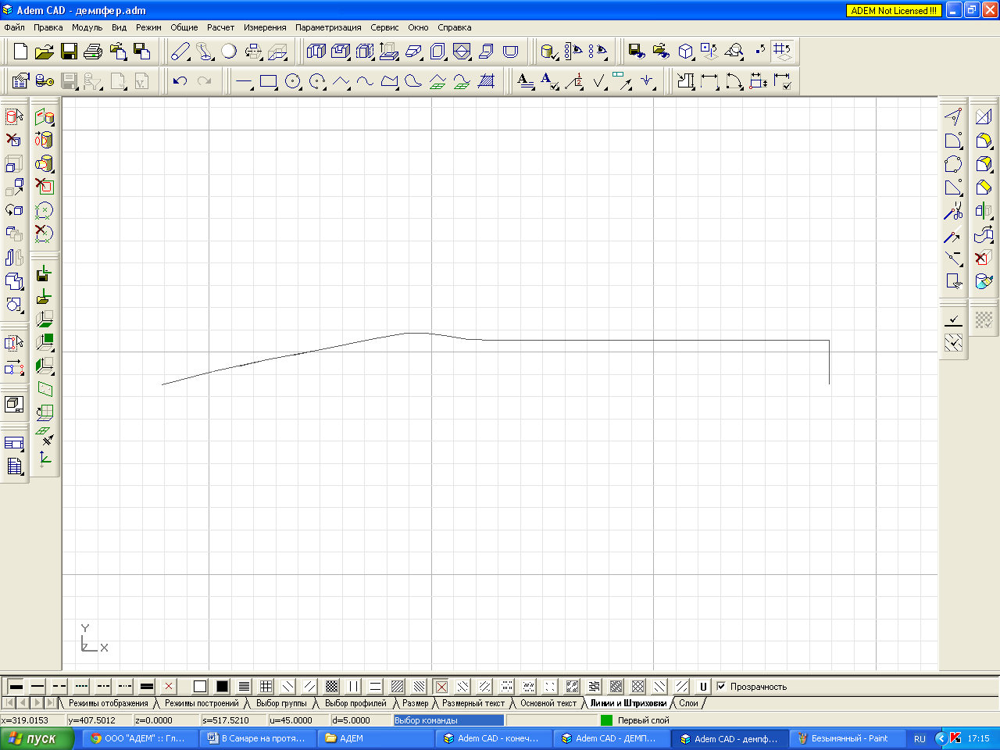 Adem CAD - демпфер.adm
ADEM Not Licensed !!!
Файл Правка Модуль Вид Режим Общие Расчет Измерения Параметризация Сервис Окно Справка
Y
Z X
U Прозрачность
Режимы отображения Режимы построений Выбор группы Выбор профилей Размер Размерный текст Основной текст Линии и Штриховки Слои
x=319.0153 y=407.5012 z=0.0000 s=517.5210 u=45.0000 d=5.0000 Выбор команды Первый слой
пуск ООО "АДЕМ" :: Гл... В Самаре на протя... АДЕМ Adem CAD - конеч... Adem CAD - ДЕМП... Adem CAD - демпф... Безымянный - Paint RU 17:15